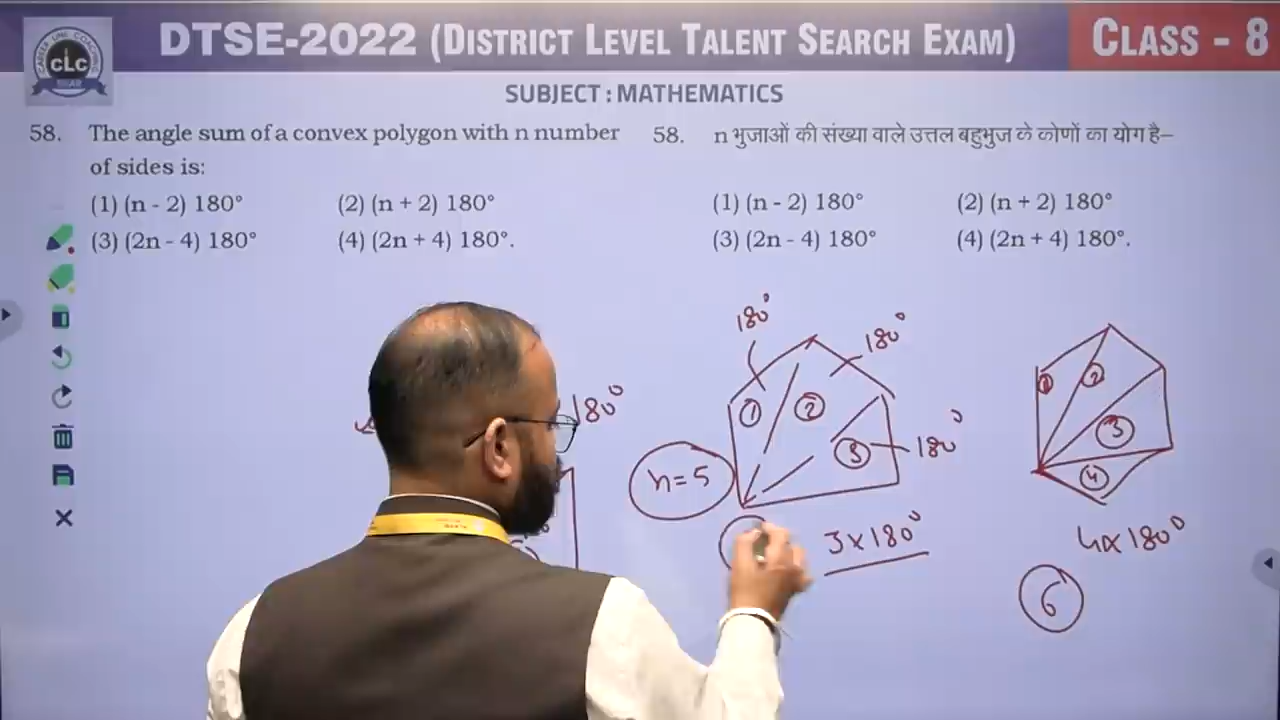 DTSE-2022 (DISTRICT LEVEL TALENT SEARCH EXAM)
CLASS - 8
CLC
SUBJECT : MATHEMATICS
58. The angle sum of a convex polygon with n number
of sides is:
(1) (n - 2) 180° (2) (n + 2) 180°
(3) (2n - 4) 180° (4) (2n + 4) 180°.
58. n भुजाओं की संख्या वाले उत्तल बहुभुज के कोणों का योग है–
(1) (n - 2) 180° (2) (n + 2) 180°
(3) (2n - 4) 180° (4) (2n + 4) 180°.
180°
180°
180°
1 2
3
180°
n=5
3×180°
1 2
3
4
4×180°
6